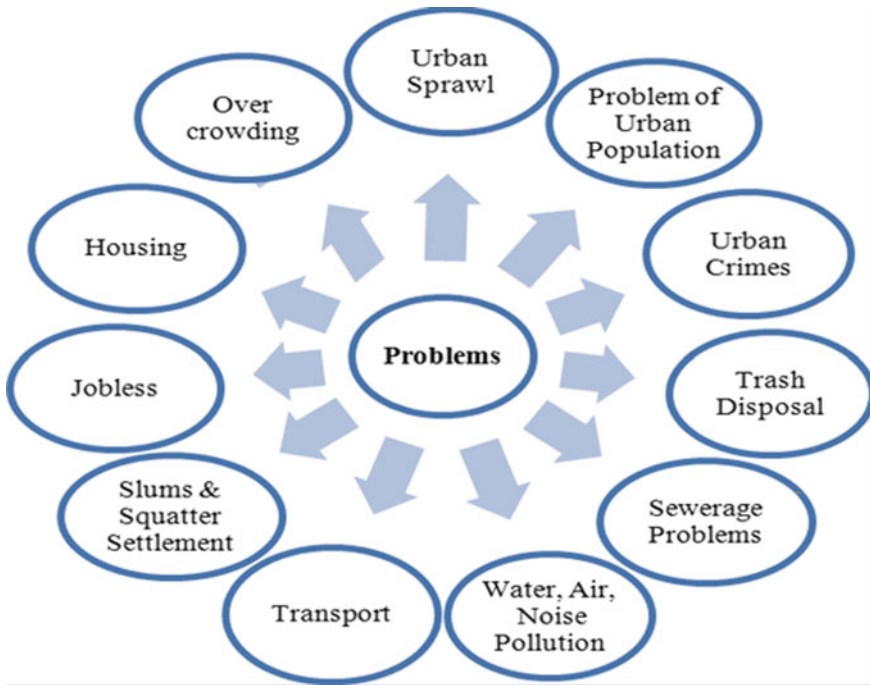 Urban
Sprawl
Problem of
Urban
Population
Urban
Crimes
Trash
Disposal
Sewerage
Problems
Water, Air,
Noise
Pollution
Transport
Slums &
Squatter
Settlement
Jobless
Housing
Over
crowding
Problems